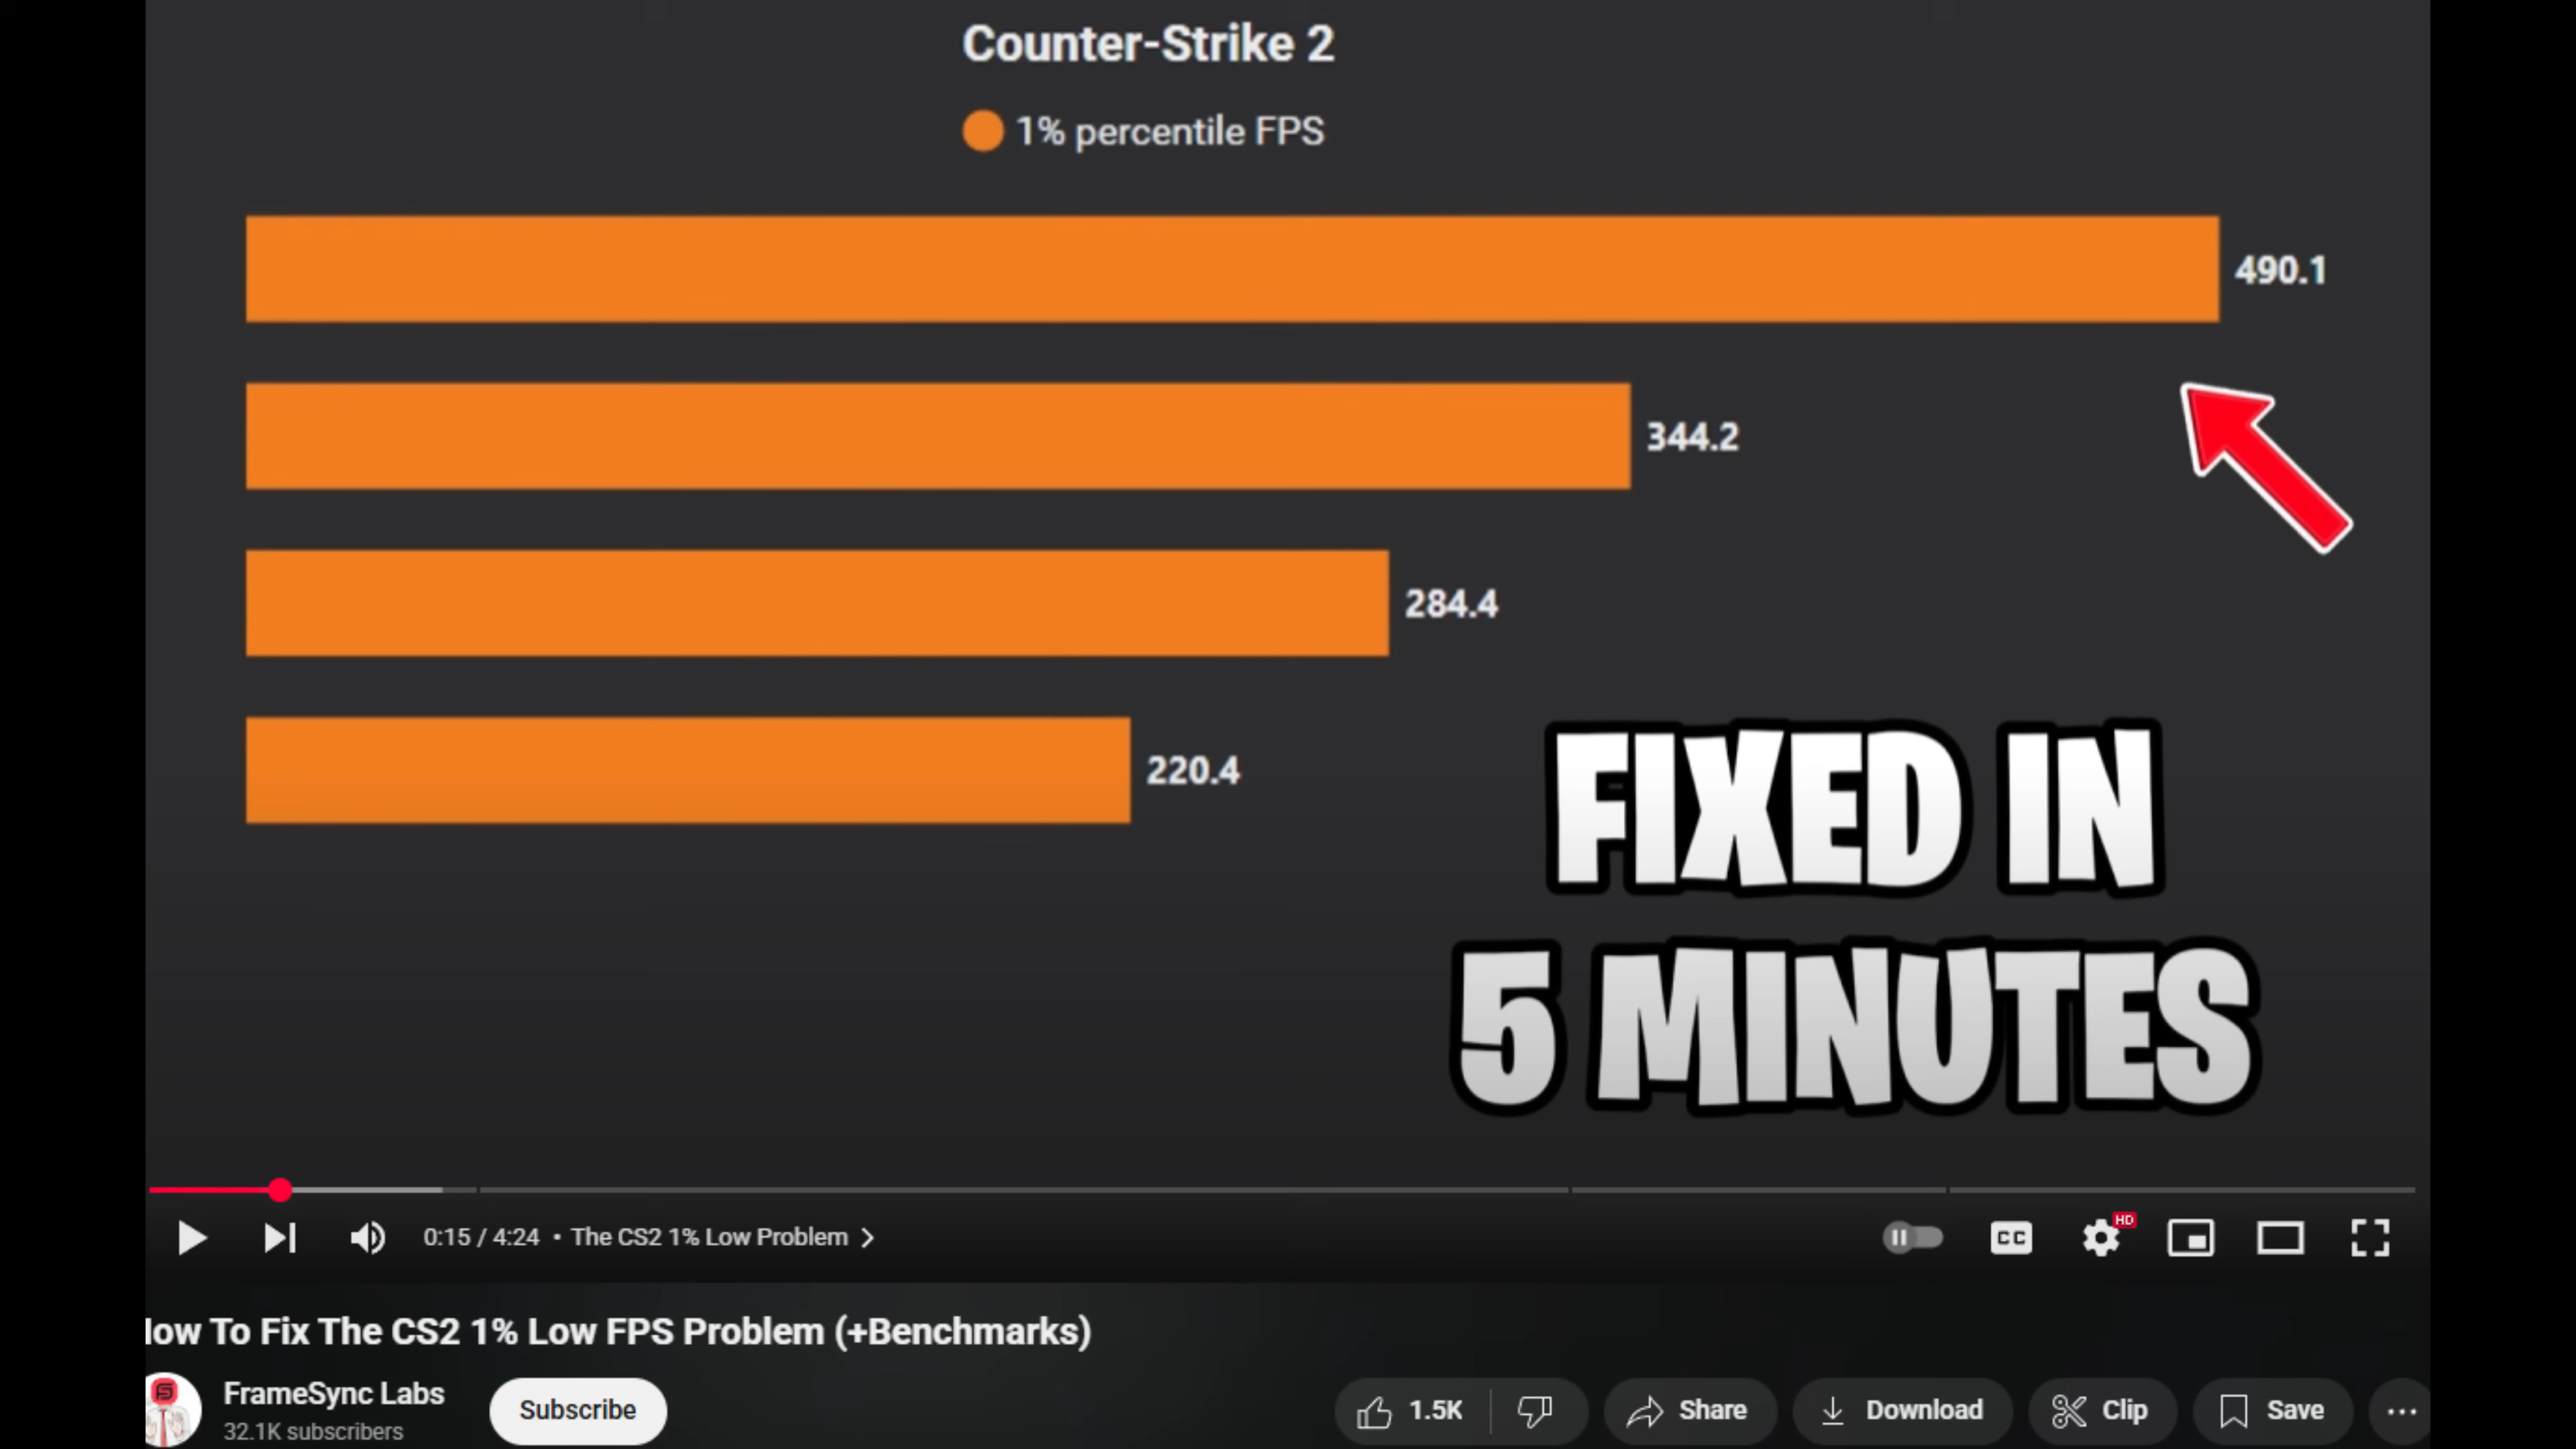 Counter-Strike 2
1% percentile FPS
490.1
344.2
284.4
220.4
FIXED IN
5 MINUTES
0:15 / 4:24 • The CS2 1% Low Problem
CC
HD
How To Fix The CS2 1% Low FPS Problem (+Benchmarks)
FrameSync Labs
32.1K subscribers
Subscribe
1.5K
Share
Download
Clip
Save